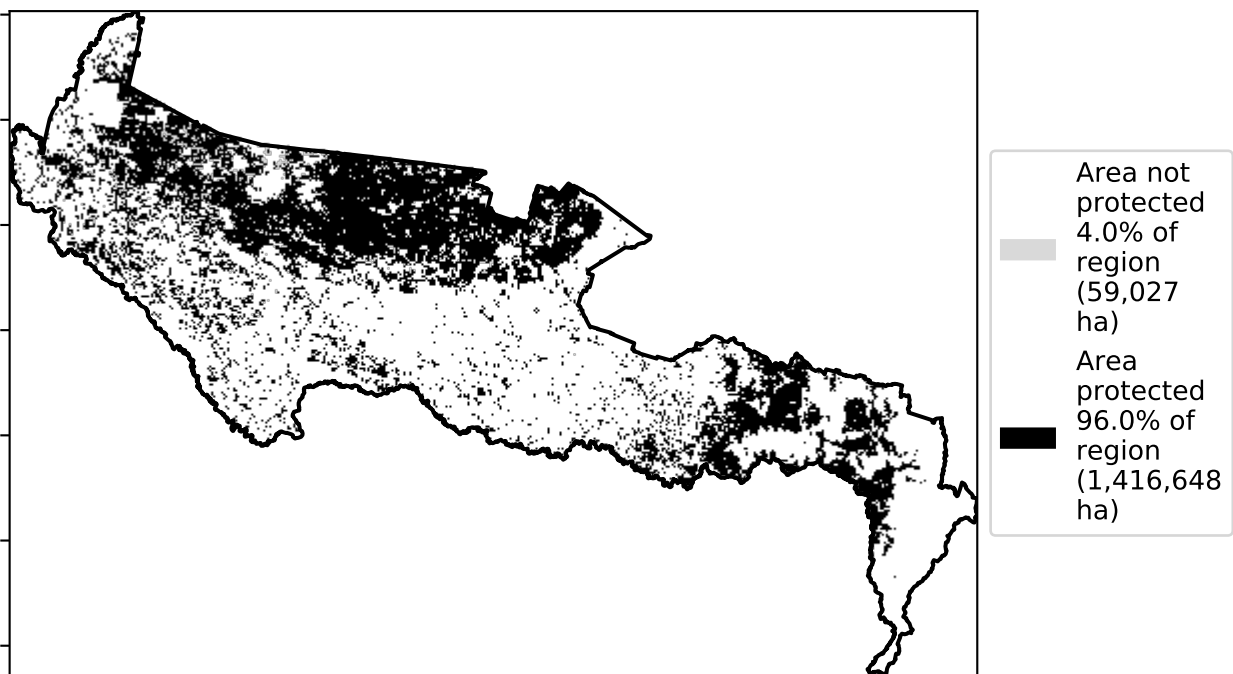 Area not
protected
4.0% of
region
(59,027
ha)
Area
protected
96.0% of
region
(1,416,648
ha)